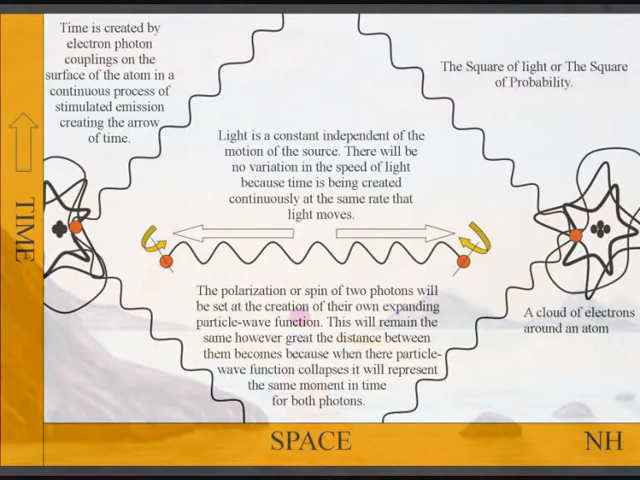 Time is created by
electron photon
couplings on the
surface of the atom in a
continuous process of
stimulated emission
creating the arrow
of time.
The Square of light or The Square
of Probability.
Light is a constant independent of the
motion of the source. There will be
no variation in the speed of light
because time is being created
continuously at the same rate that
light moves.
TIME
The polarization or spin of two photons will
be set at the creation of their own expanding
particle-wave function. This will remain the
same however great the distance between
them becomes because when there particle-
wave function collapses it will represent
the same moment in time
for both photons.
A cloud of electrons
around an atom
SPACE
NH